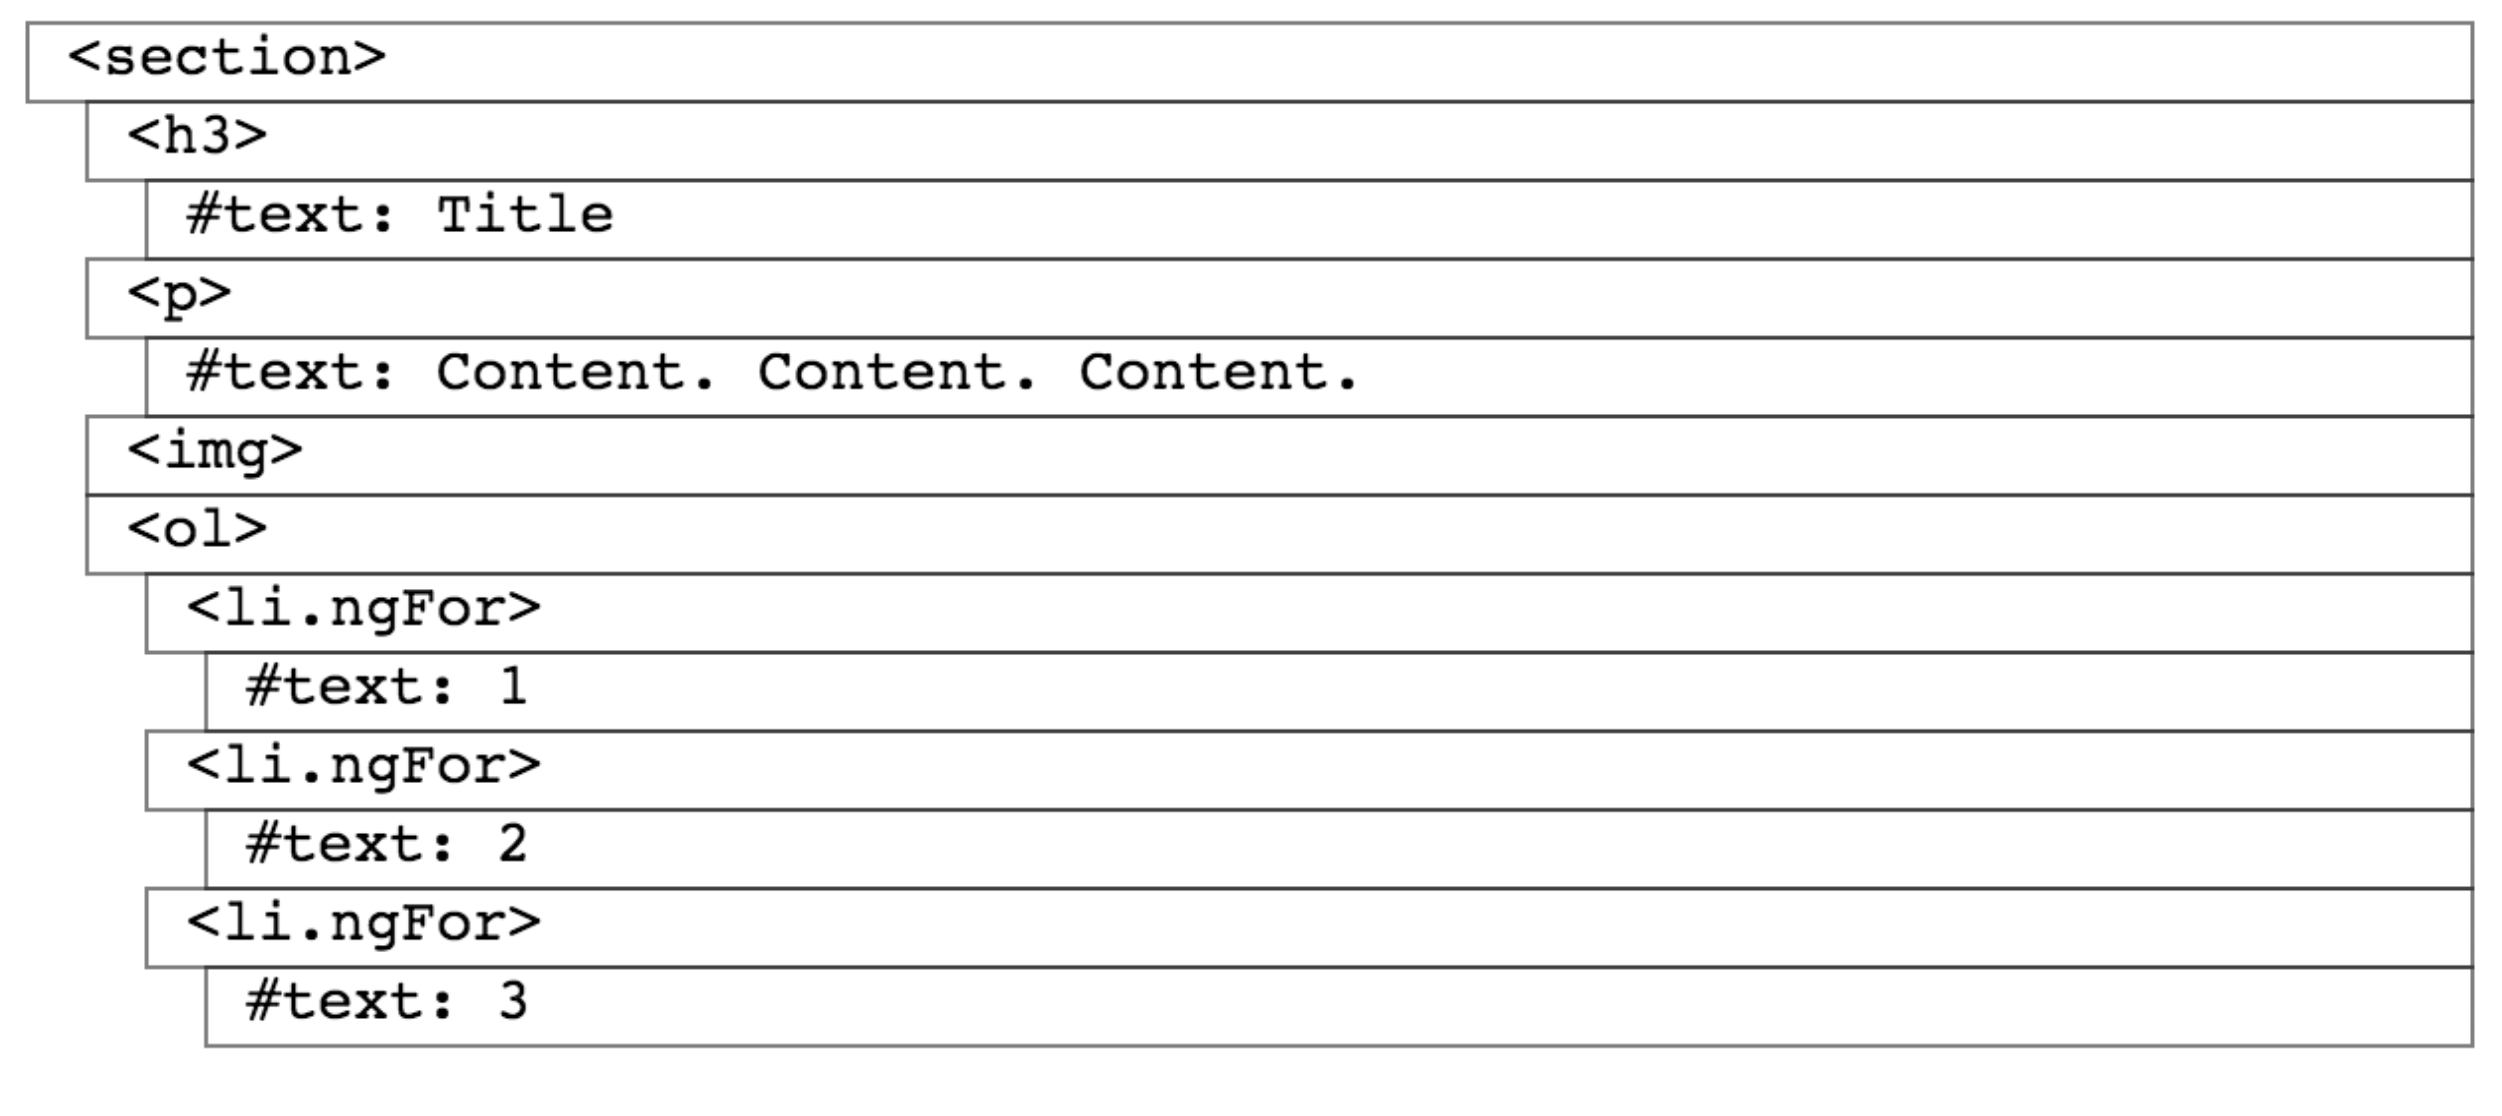 <section>
<h3>
#text: Title
<p>
#text: Content. Content. Content.
<img>
<ol>
<li.ngFor>
#text: 1
<li.ngFor>
#text: 2
<li.ngFor>
#text: 3